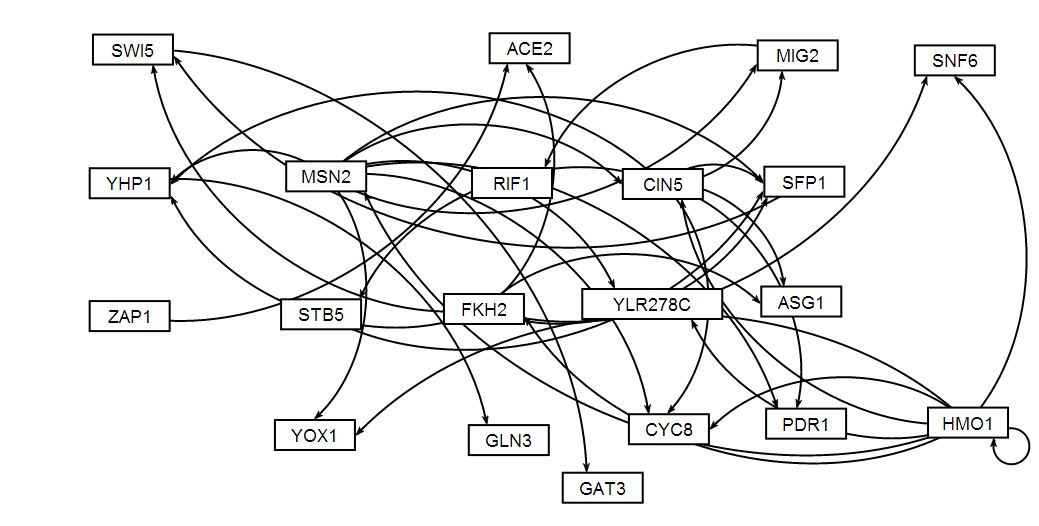 SWI5
ACE2
MIG2
SNF6
YHP1
MSN2
RIF1
CIN5
SFP1
ZAP1
STB5
FKH2
YLR278C
ASG1
YOX1
GLN3
CYC8
PDR1
HMO1
GAT3